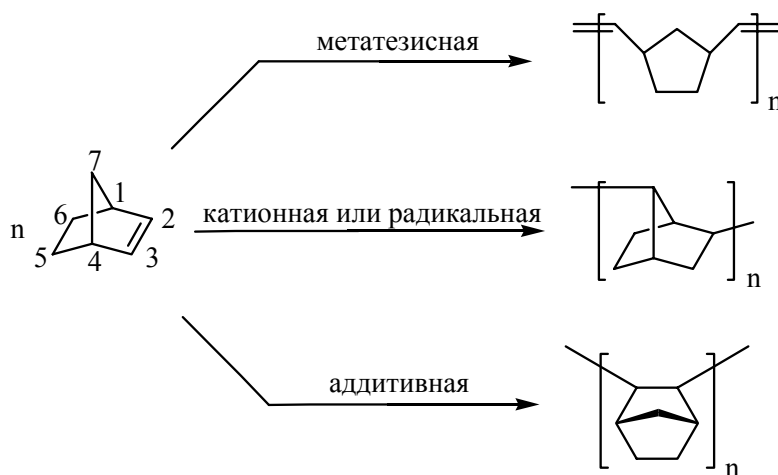 метатезисная
n
7
1
6
2
n
катионная или радикальная
5
4
3
n
аддитивная
n